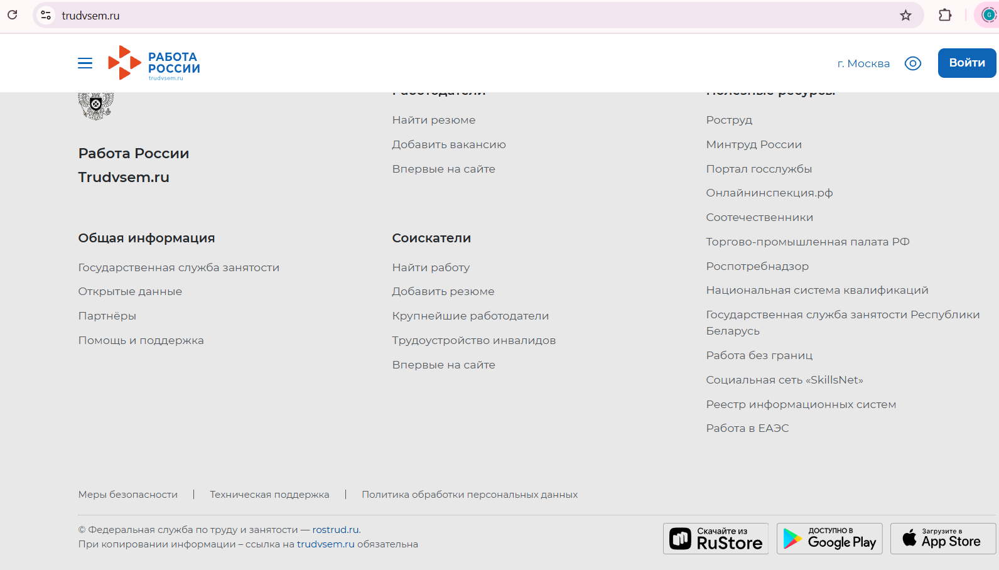 trudvsem.ru
G
РАБОТА
РОССИИ
trudvsem.ru
г. Москва
Войти
Работодатели
Полезные ресурсы
Найти резюме
Добавить вакансию
Впервые на сайте
Роструд
Минтруд России
Портал госслужбы
Онлайнинспекция.рф
Соотечественники
Торгово-промышленная палата РФ
Роспотребнадзор
Национальная система квалификаций
Государственная служба занятости Республики
Беларусь
Работа без границ
Социальная сеть «SkillsNet»
Реестр информационных систем
Работа в ЕАЭС
Работа России
Trudvsem.ru
Общая информация
Государственная служба занятости
Открытые данные
Партнёры
Помощь и поддержка
Соискатели
Найти работу
Добавить резюме
Крупнейшие работодатели
Трудоустройство инвалидов
Впервые на сайте
Меры безопасности | Техническая поддержка | Политика обработки персональных данных
© Федеральная служба по труду и занятости — rostrud.ru.
При копировании информации – ссылка на trudvsem.ru обязательна
Скачайте из
RuStore
ДОСТУПНО В
Google Play
Загрузите в
App Store